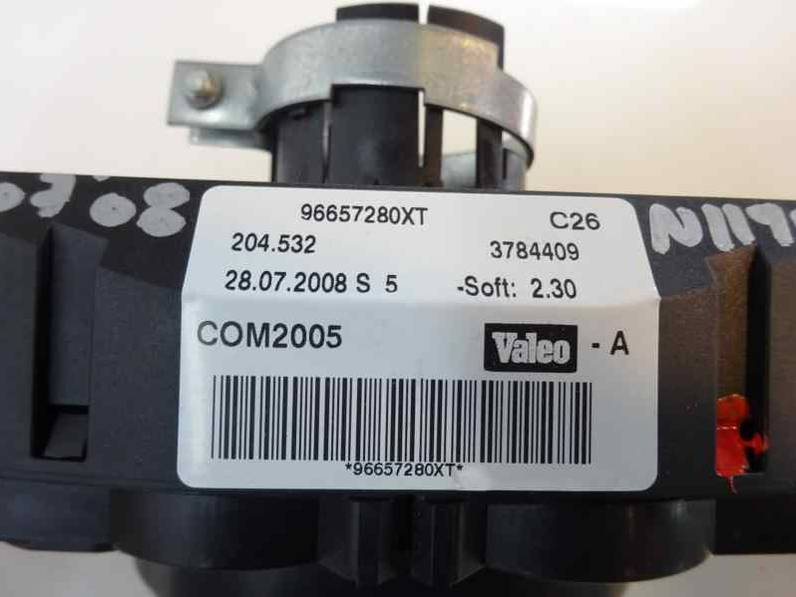 96657280XT C26
204.532 3784409
28.07.2008 S 5 -Soft: 2.30
COM2005 Valeo - A
*96657280XT*